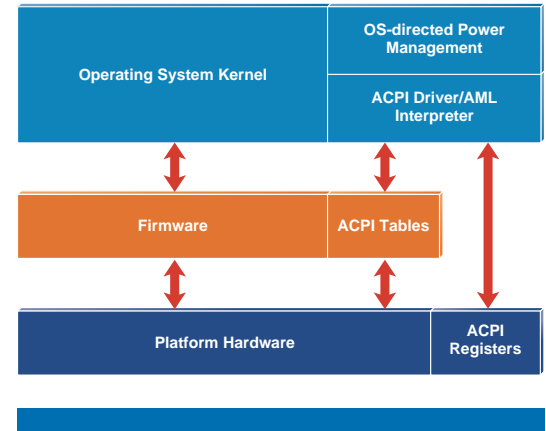 OS-directed Power
Management
Operating System Kernel
ACPI Driver/AML
Interpreter
Firmware
ACPI Tables
Platform Hardware
ACPI
Registers